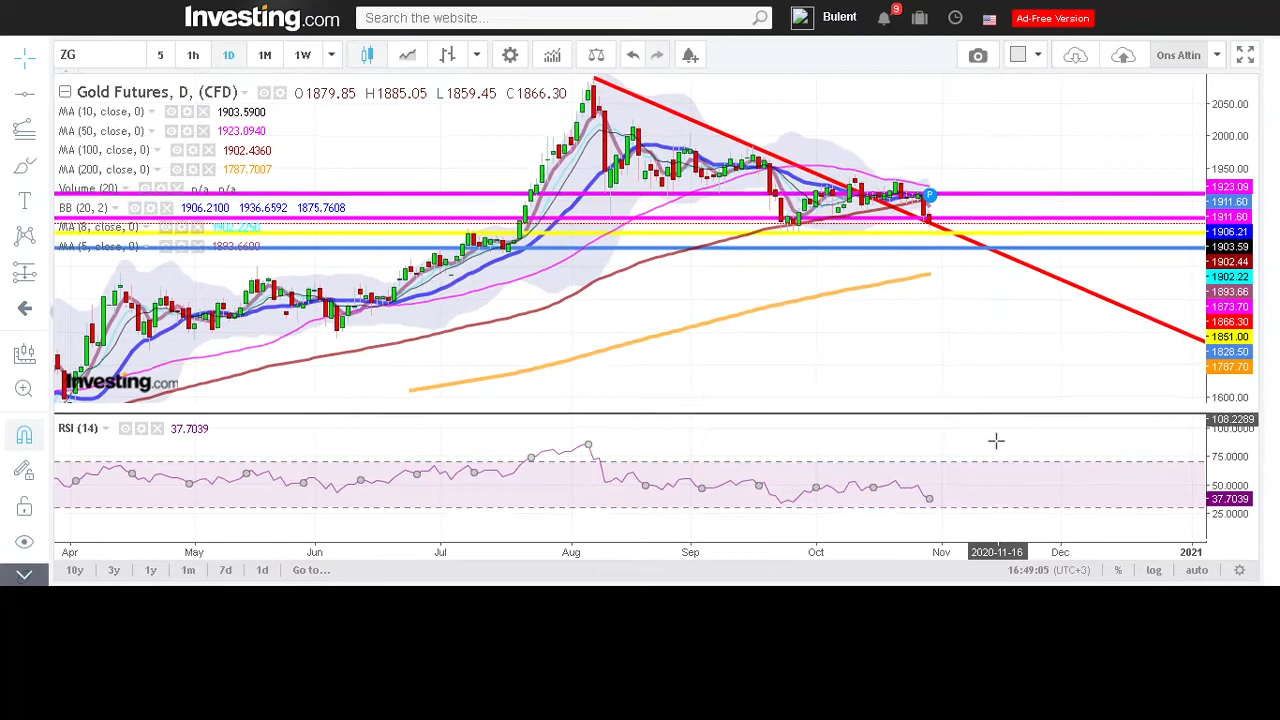 Investing.com
Search the website...
Bulent
9
Ad-Free Version
ZG
5
1h
1D
1M
1W
Ons Altin
Gold Futures, D, (CFD) O1879.85 H1885.05 L1859.45 C1866.30
MA (10, close, 0) 1903.5900
MA (50, close, 0) 1923.0940
MA (100, close, 0) 1902.4360
MA (200, close, 0) 1787.7007
Volume (20) n/a n/a
BB (20, 2) 1906.2100 1936.6592 1875.7608
MA (8, close, 0)
MA (5, close, 0) 1893.6600
P
2050.00
2000.00
1950.00
1923.09
1911.60
1911.60
1906.21
1903.59
1902.44
1902.22
1893.66
1873.70
1866.30
1851.00
1828.50
1787.70
1600.00
Investing.com
108.2289
100.0000
RSI (14) 37.7039
75.0000
50.0000
37.7039
25.0000
Apr
May
Jun
Jul
Aug
Sep
Oct
Nov
2020-11-16
Dec
2021
10y
3y
1y
1m
7d
1d
Go to...
16:49:05 (UTC+3)
%
log
auto